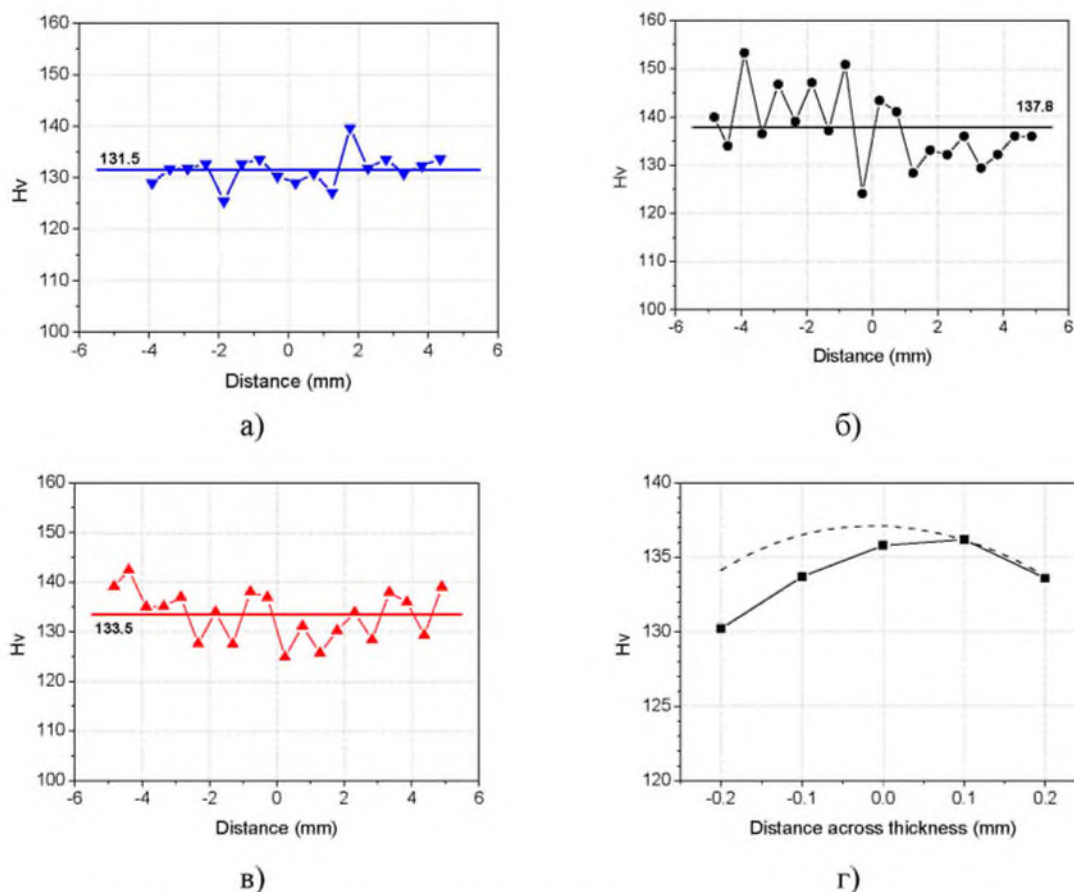 160
150
140
130
120
110
100
Hv
131.5
-6 -4 -2 0 2 4 6
Distance (mm)
а)
160
150
140
130
120
110
100
Hv
137.8
-6 -4 -2 0 2 4 6
Distance (mm)
б)
160
150
140
130
120
110
100
Hv
133.5
-6 -4 -2 0 2 4 6
Distance (mm)
в)
140
135
130
125
120
Hv
-0.2 -0.1 0.0 0.1 0.2
Distance across thickness (mm)
г)